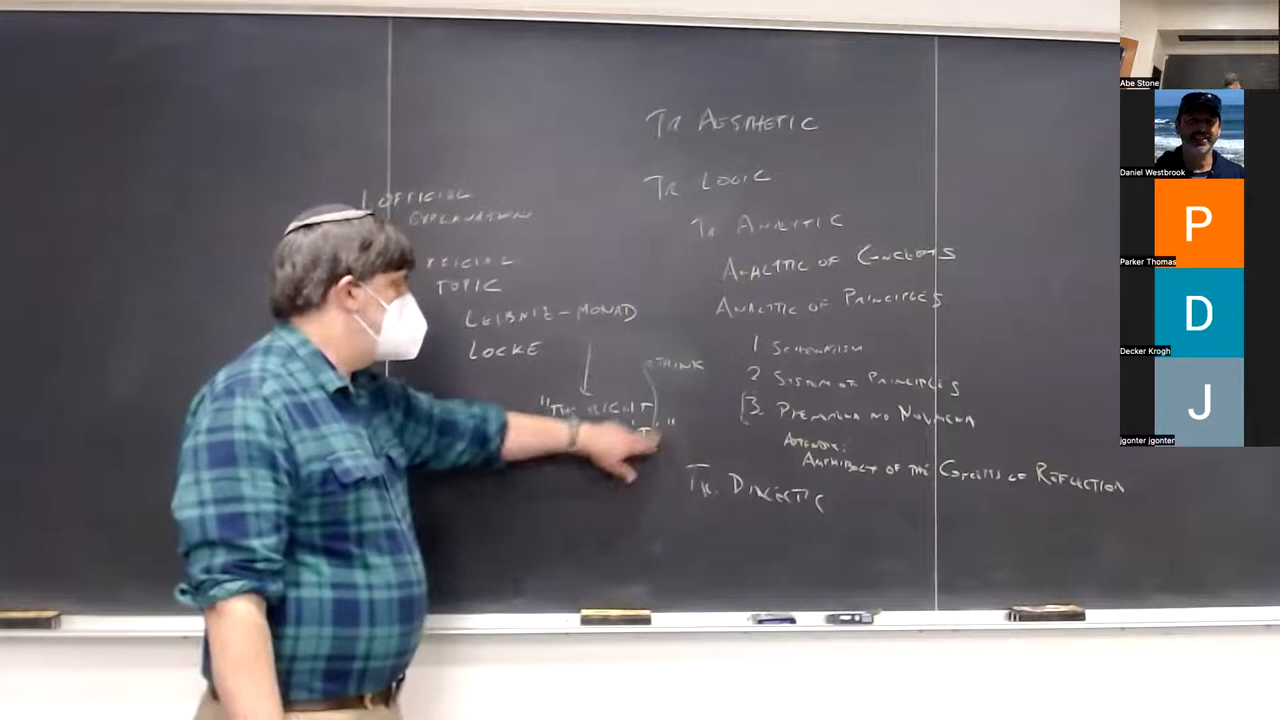 1 OFFICIAL
EXPLANATION
TOPIC
LEIBNIZ – MONAD
LOCKE
THINK
"THE RIGHT
TR AESTHETIC
TR LOGIC
TR ANALYTIC
ANALYTIC OF CONCEPTS
ANALYTIC OF PRINCIPLES
1 SCHEMATISM
2 SYSTEM OF PRINCIPLES
3 PHENOMENA AND NOUMENA
APPENDIX:
AMPHIBOLY OF THE CONCEPTS OF REFLECTION
TR. DIALECTIC
Abe Stone
Daniel Westbrook
P
Parker Thomas
D
Decker Krogh
J
jgonter jgonter